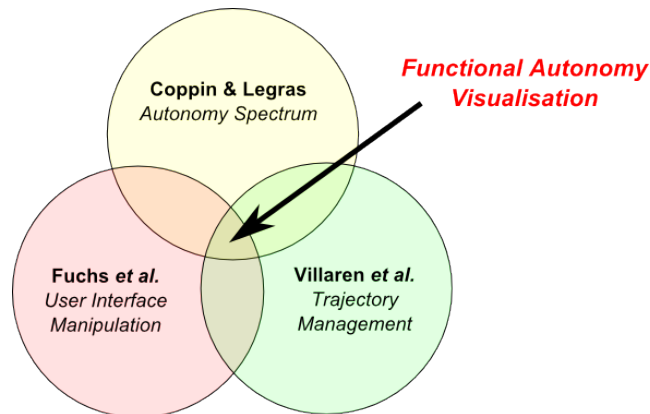 Coppin & Legras
Autonomy Spectrum
Functional Autonomy
Visualisation
Fuchs et al.
User Interface
Manipulation
Villaren et al.
Trajectory
Management